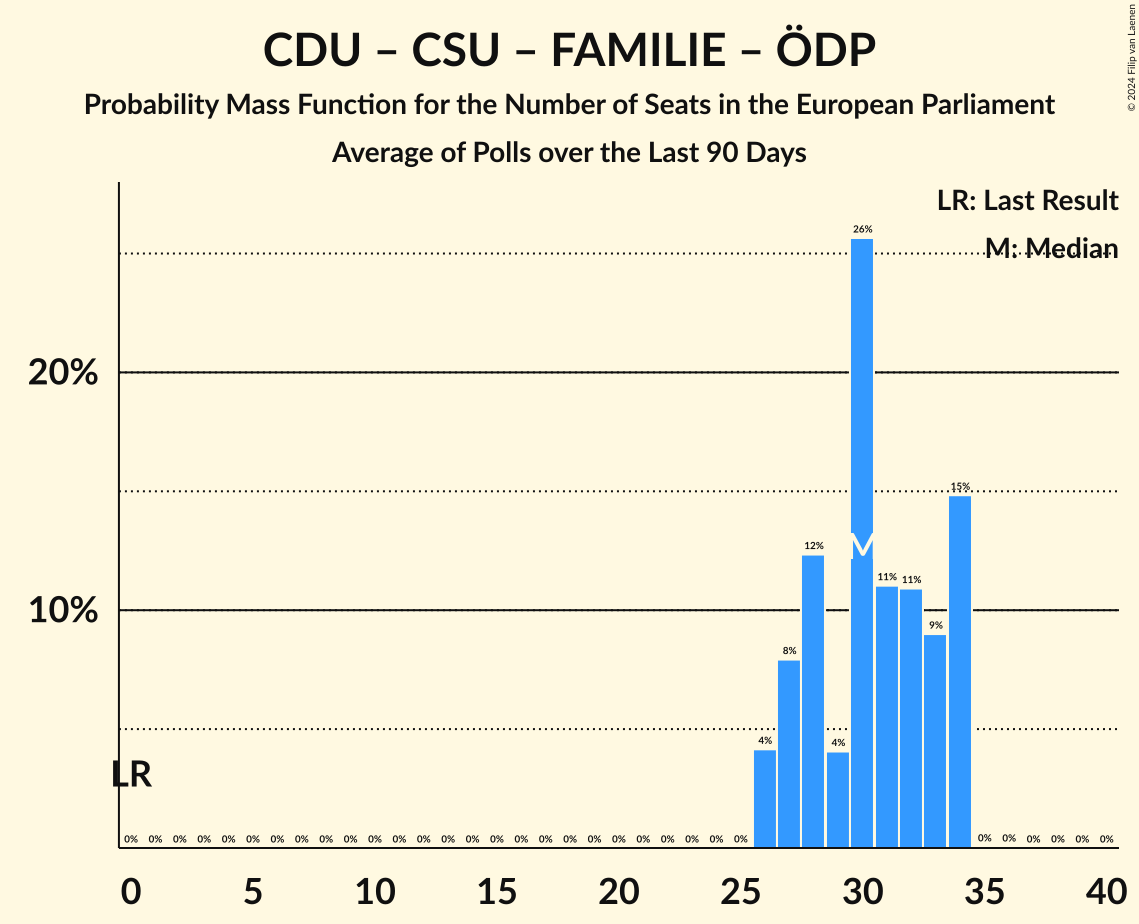 CDU – CSU – FAMILIE – ÖDP
Probability Mass Function for the Number of Seats in the European Parliament
Average of Polls over the Last 90 Days
© 2024 Filip van Laenen
LR: Last Result
M: Median
26%
20%
15%
12%
M
11% 11%
10%
9%
8%
4% 4%
LR
0% 0% 0% 0% 0% 0% 0% 0% 0% 0% 0% 0% 0% 0% 0% 0% 0% 0% 0% 0% 0% 0% 0% 0% 0% 0% 0% 0% 0% 0% 0% 0%
0 5 10 15 20 25 30 35 40